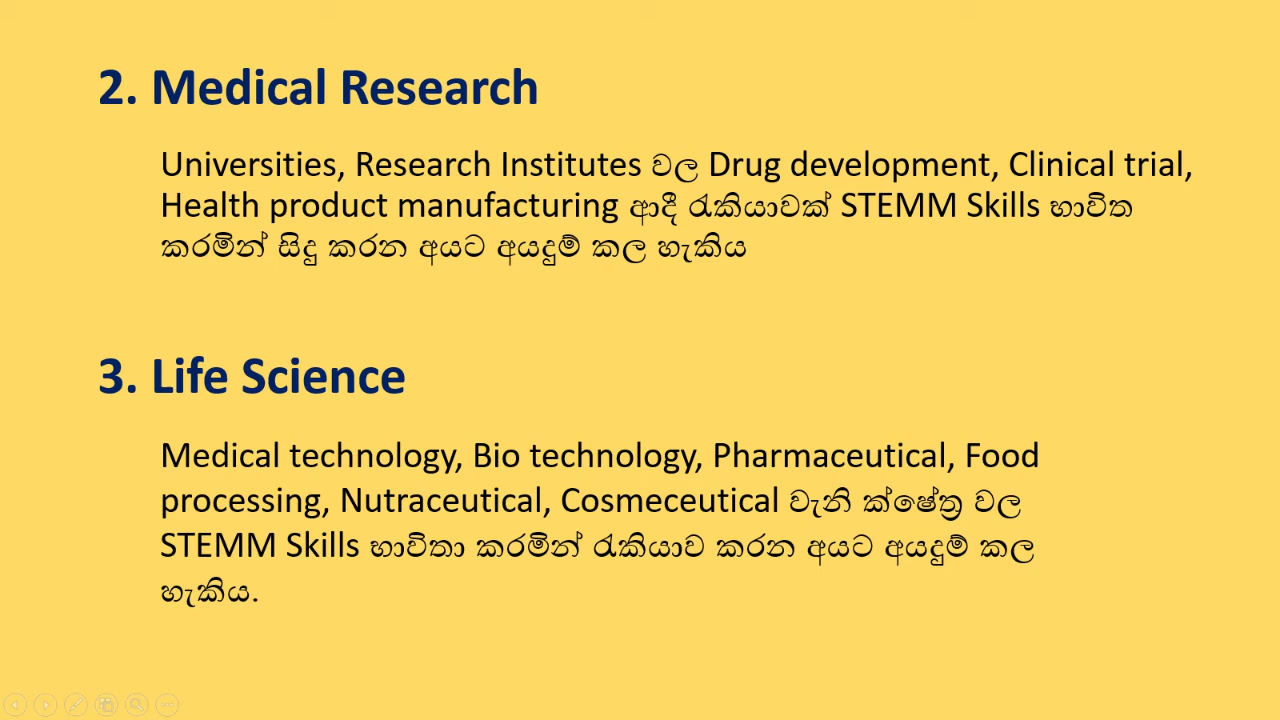 2. Medical Research
Universities, Research Institutes වල Drug development, Clinical trial,
Health product manufacturing ආදී රැකියාවක් STEMM Skills භාවිත
කරමින් සිදු කරන අයට අයදුම් කල හැකිය
3. Life Science
Medical technology, Bio technology, Pharmaceutical, Food
processing, Nutraceutical, Cosmeceutical වැනි ක්ෂේත්‍ර වල
STEMM Skills භාවිතා කරමින් රැකියාව කරන අයට අයදුම් කල
හැකිය.